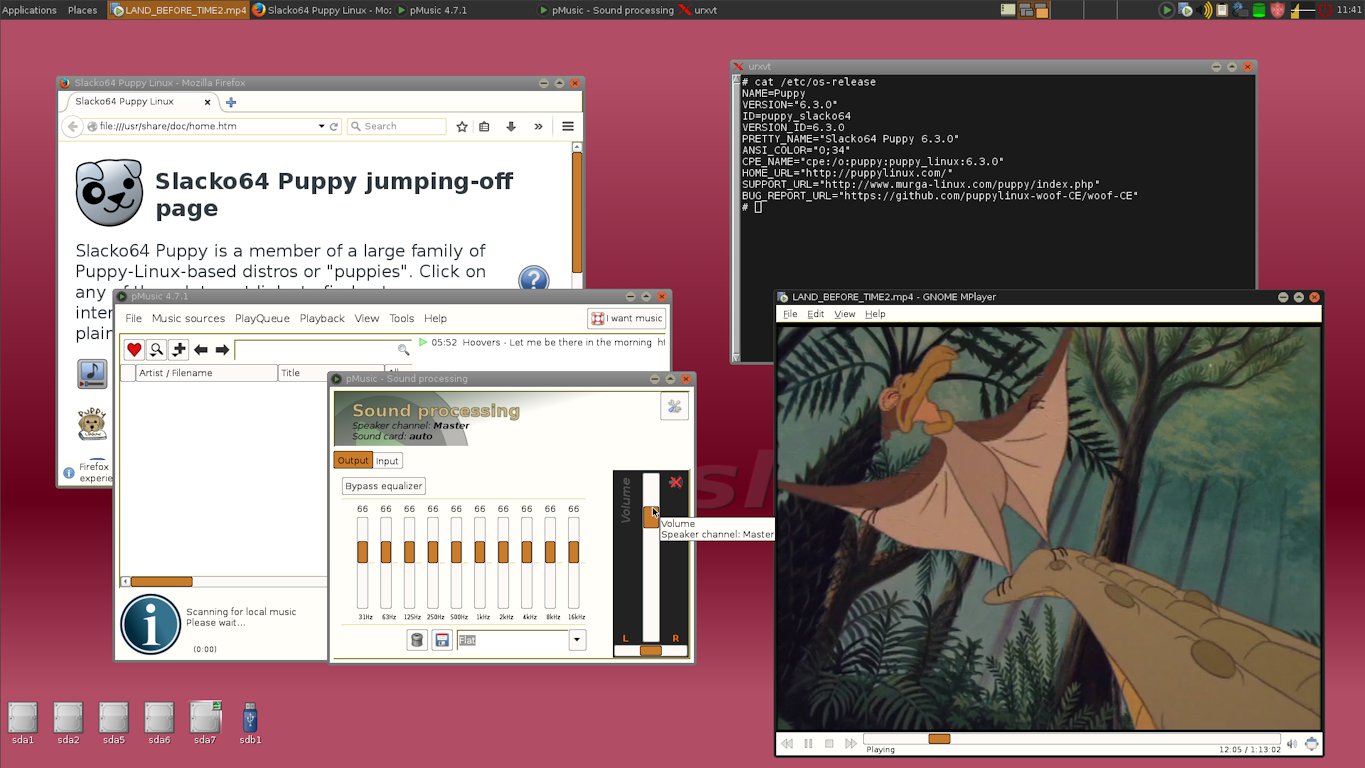 Applications Places LAND_BEFORE_TIME2.mp4 Slacko64 Puppy Linux - Moz pMusic 4.7.1 pMusic - Sound processing urxvt 11:41
Slacko64 Puppy Linux - Mozilla Firefox
Slacko64 Puppy Linux
file:///usr/share/doc/home.htm
Search
Slacko64 Puppy jumping-off
page
Slacko64 Puppy is a member of a large family of
Puppy-Linux-based distros or "puppies". Click on
any
inter
plain
PUPPY
Firefox
experie
urxvt
# cat /etc/os-release
NAME=Puppy
VERSION="6.3.0"
ID=puppy_slacko64
VERSION_ID=6.3.0
PRETTY_NAME="Slacko64 Puppy 6.3.0"
ANSI_COLOR="0;34"
CPE_NAME="cpe:/o:puppy:puppy_linux:6.3.0"
HOME_URL="http://puppylinux.com/"
SUPPORT_URL="http://www.murga-linux.com/puppy/index.php"
BUG_REPORT_URL="https://github.com/puppylinux-woof-CE/woof-CE"
#
pMusic 4.7.1
File Music sources PlayQueue Playback View Tools Help
I want music
05:52 Hoovers - Let me be there in the morning
Artist / Filename Title
Scanning for local music
Please wait...
(0:00)
pMusic - Sound processing
Sound processing
Speaker channel: Master
Sound card: auto
Output Input
Bypass equalizer
66 66 66 66 66 66 66 66 66 66
31Hz 63Hz 125Hz 250Hz 500Hz 1kHz 2kHz 4kHz 8kHz 16kHz
Flat
Volume
L R
Volume
Speaker channel: Master
sl
LAND_BEFORE_TIME2.mp4 - GNOME MPlayer
File Edit View Help
Playing
12:05 / 1:13:02
sda1 sda2 sda5 sda6 sda7 sdb1